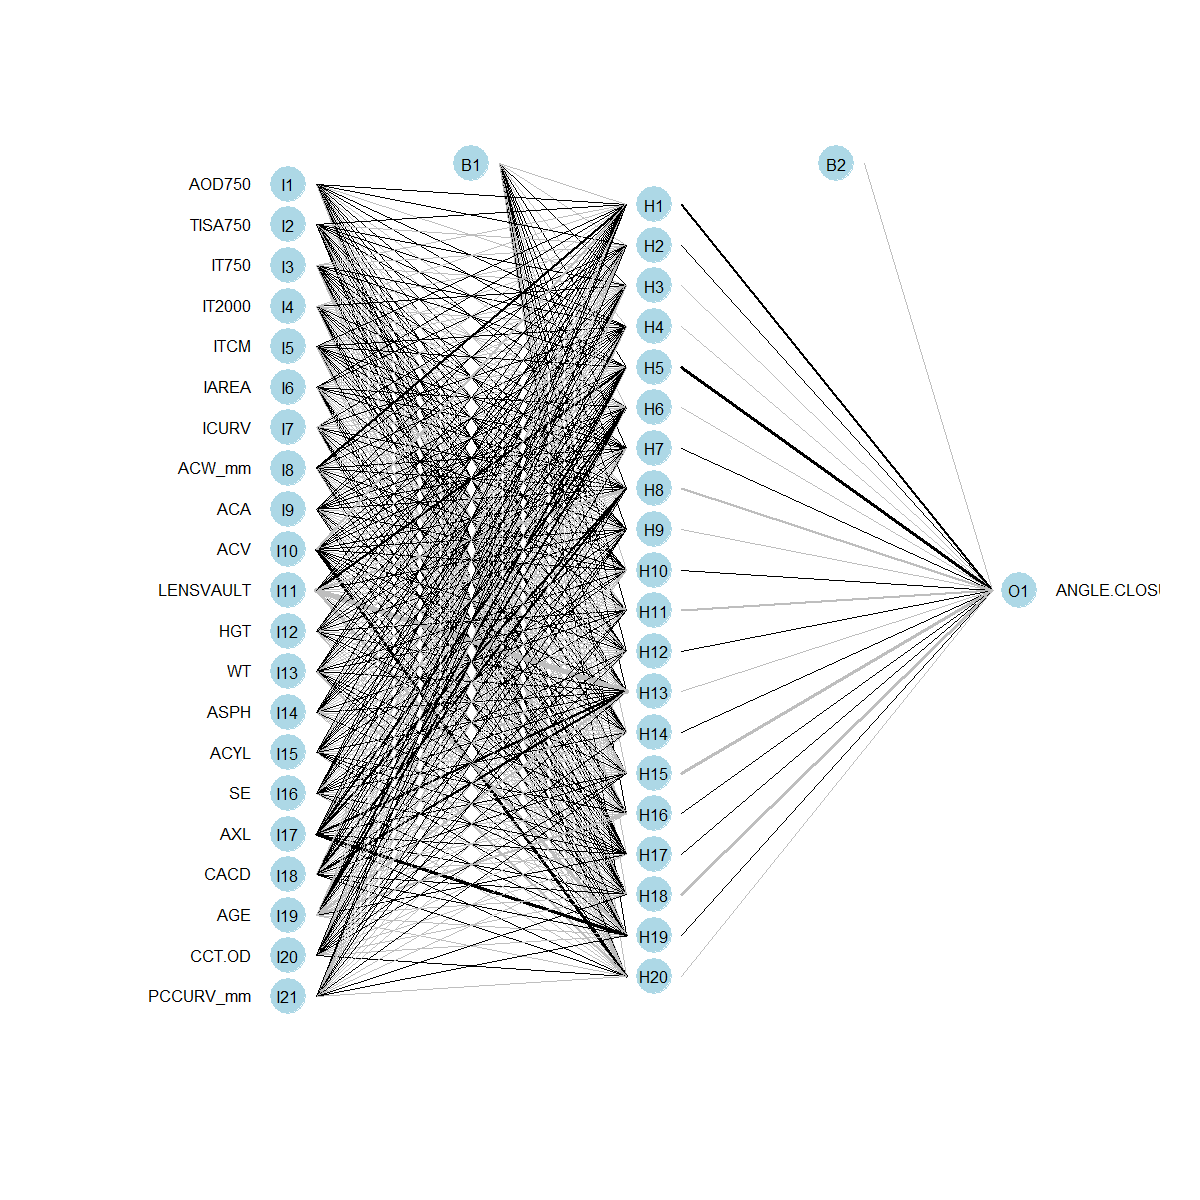 B1
B2
AOD750 I1
H1
TISA750 I2
H2
IT750 I3
H3
IT2000 I4
H4
ITCM I5
H5
IAREA I6
H6
ICURV I7
H7
ACW_mm I8
H8
ACA I9
H9
ACV I10
H10
LENSVAULT I11
O1 ANGLE.CLOSU
H11
HGT I12
H12
WT I13
H13
ASPH I14
H14
ACYL I15
H15
SE I16
H16
AXL I17
H17
CACD I18
H18
AGE I19
H19
CCT.OD I20
H20
PCCURV_mm I21